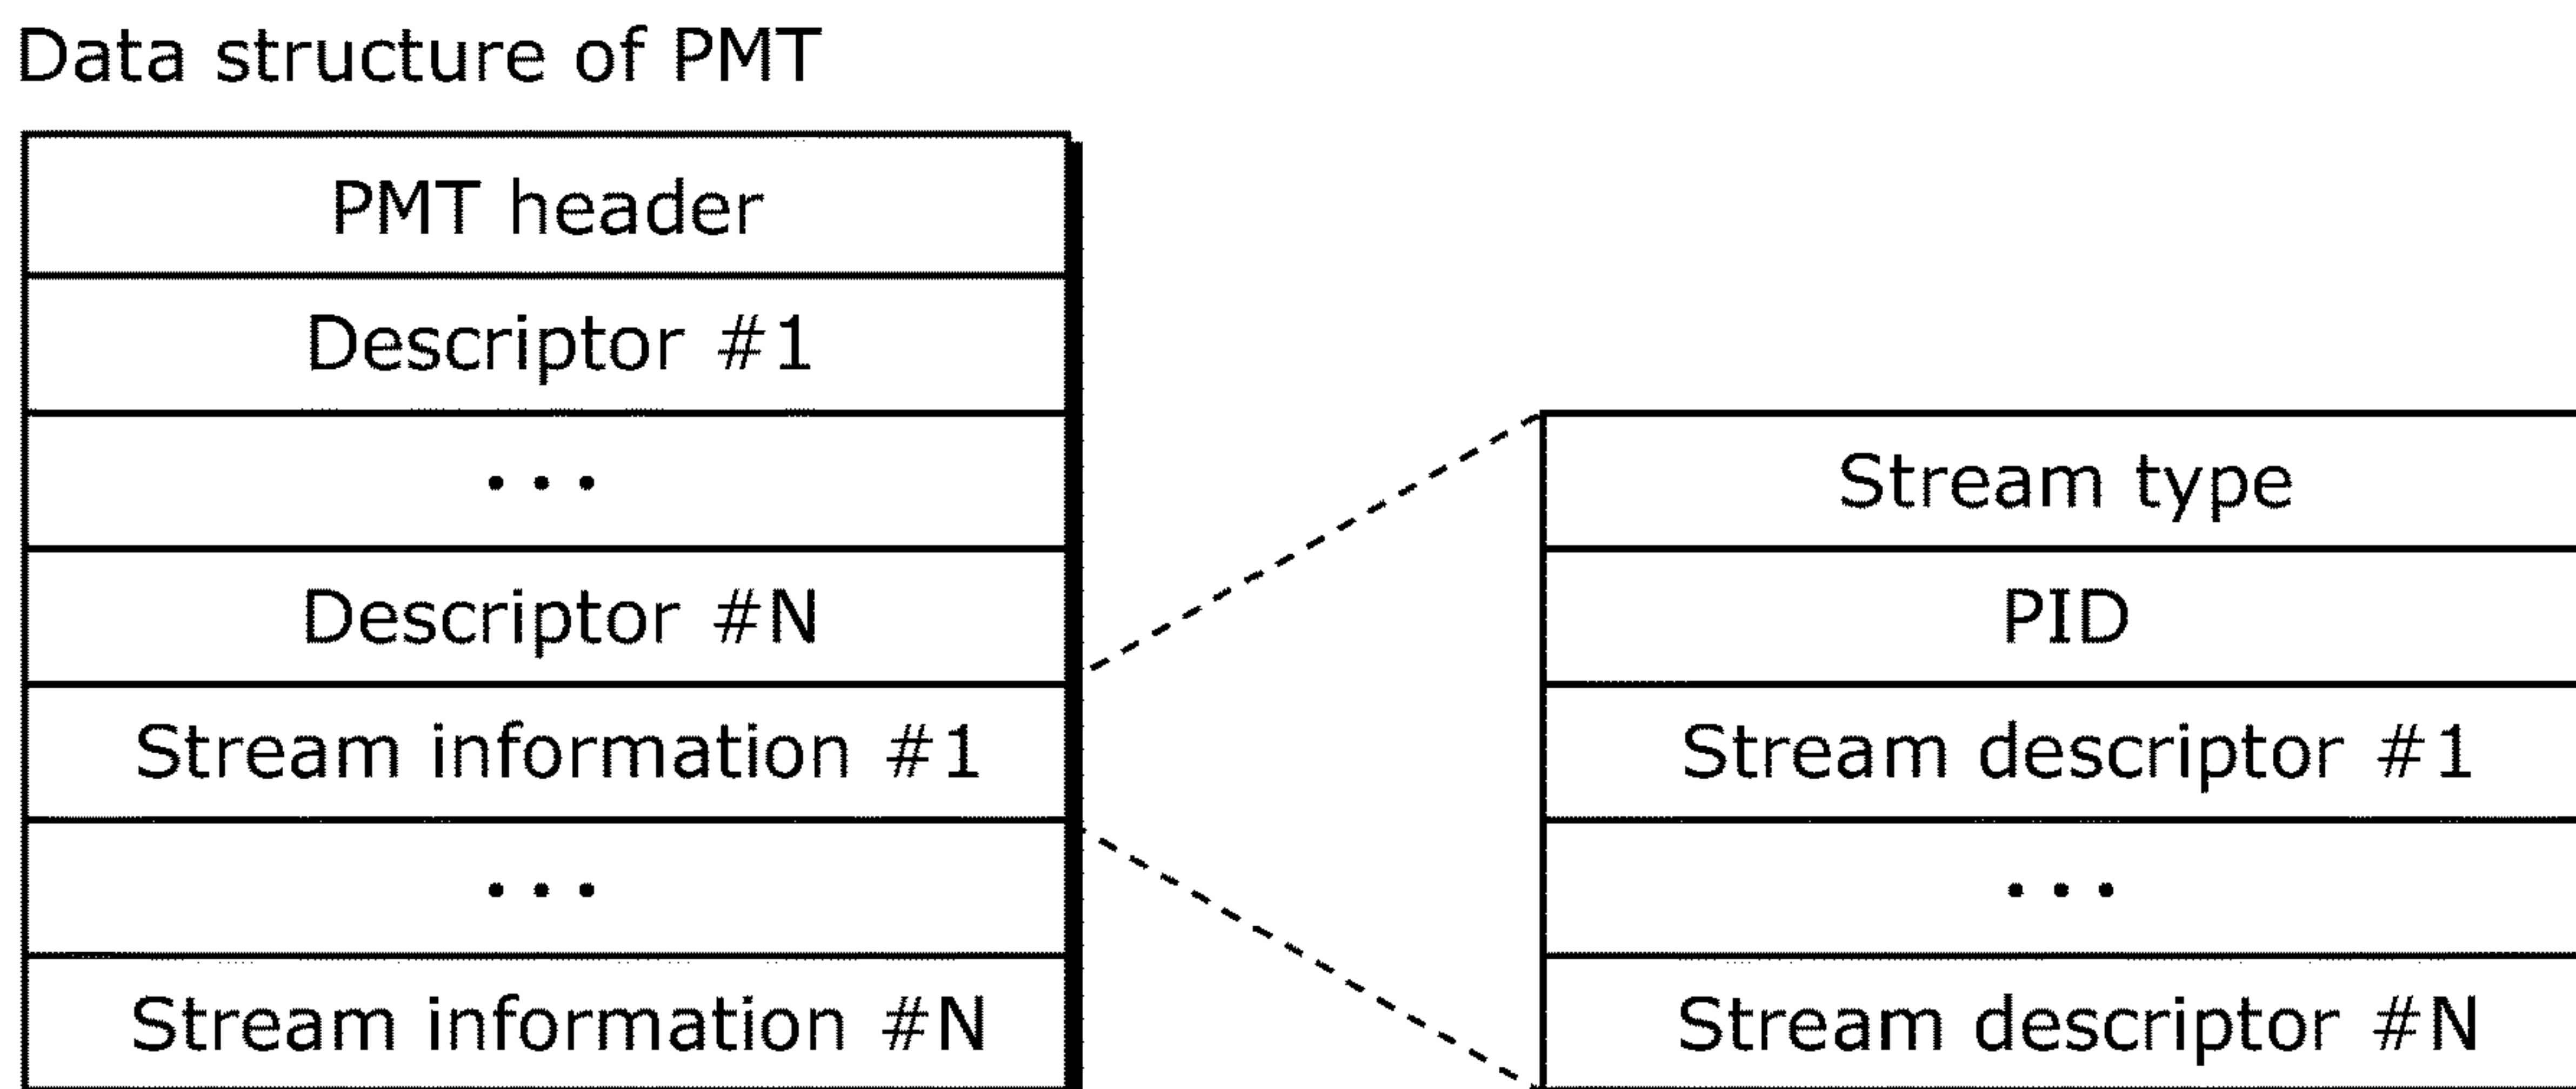 Data structure of PMT
PMT header
Descriptor #1
...
Descriptor #N
Stream information #1
...
Stream information #N
Stream type
PID
Stream descriptor #1
...
Stream descriptor #N